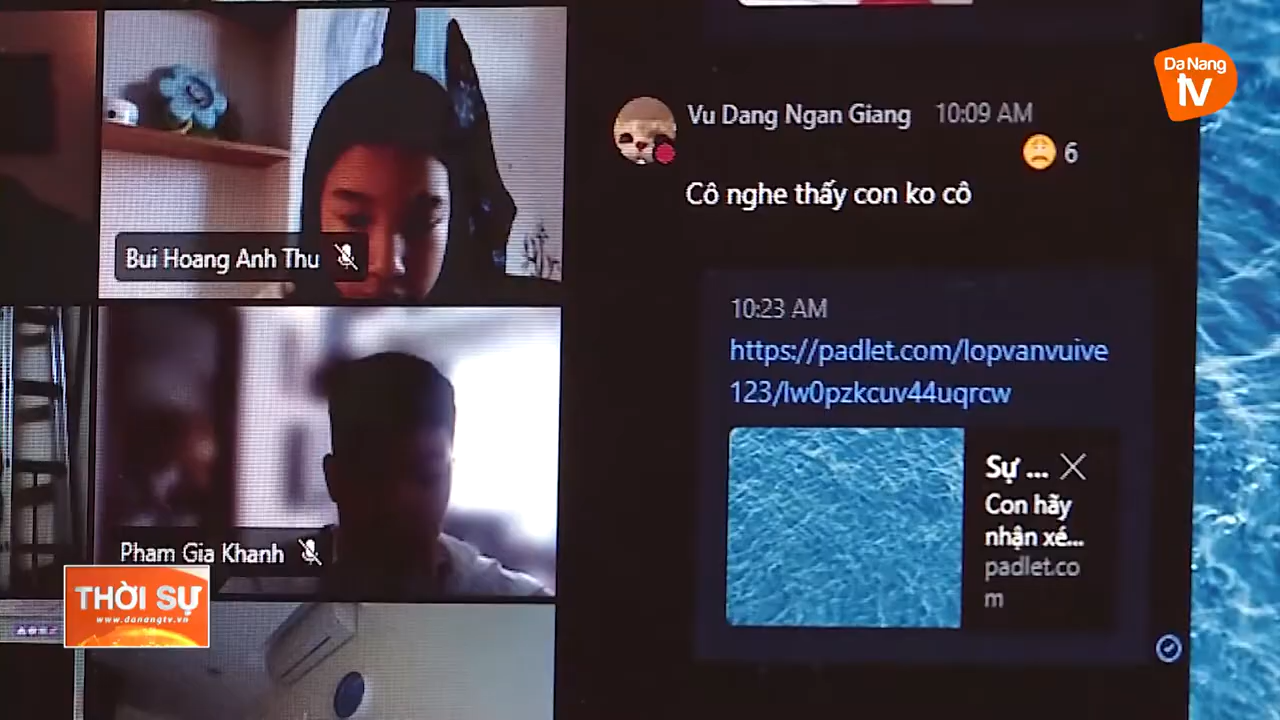 Da Nang
tv
Vu Dang Ngan Giang 10:09 AM
6
Cô nghe thấy con ko cô
Bui Hoang Anh Thu
10:23 AM
https://padlet.com/lopvanvuive
123/lw0pzkcuv44uqrcw
Sự ...
Con hãy
nhận xé...
padlet.co
m
Pham Gia Khanh
THỜI SỰ
www.danangtv.vn